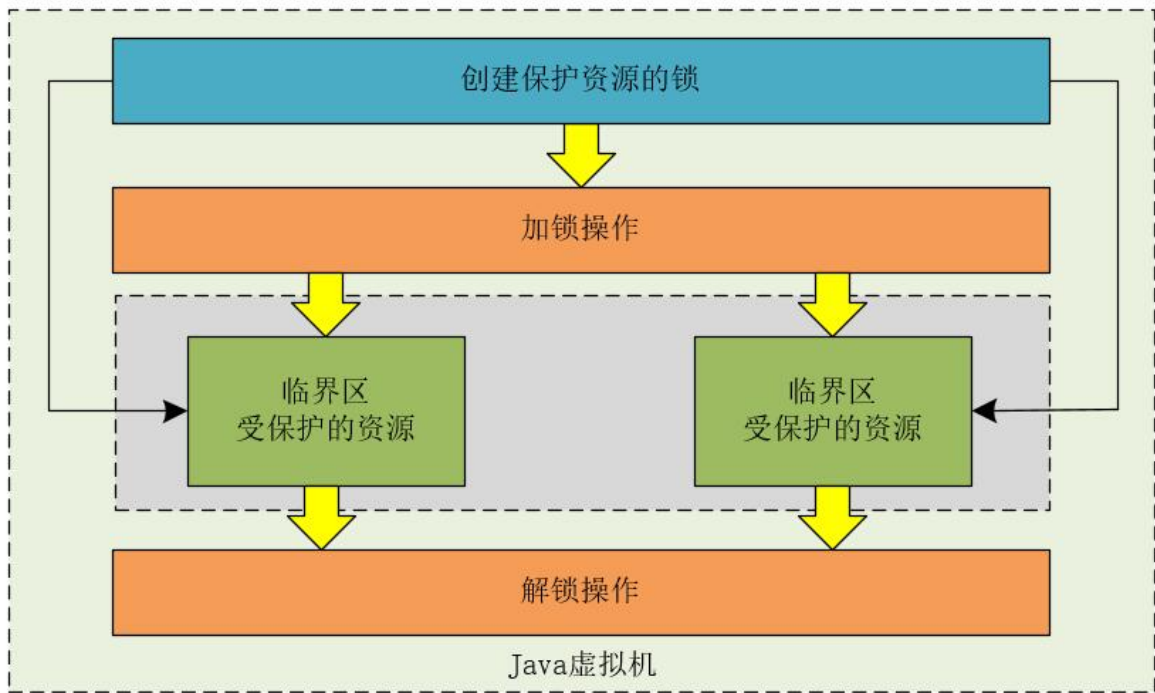 创建保护资源的锁
加锁操作
临界区
受保护的资源
临界区
受保护的资源
解锁操作
Java虚拟机